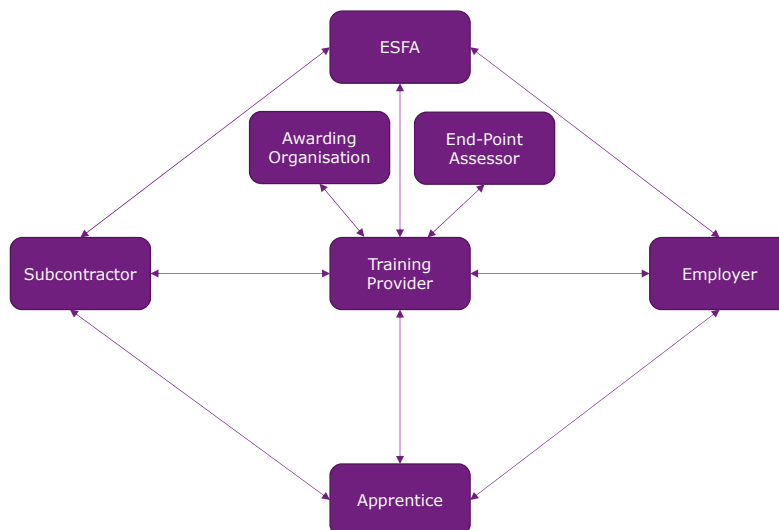 ESFA
Awarding
Organisation
End-Point
Assessor
Subcontractor
Training
Provider
Employer
Apprentice